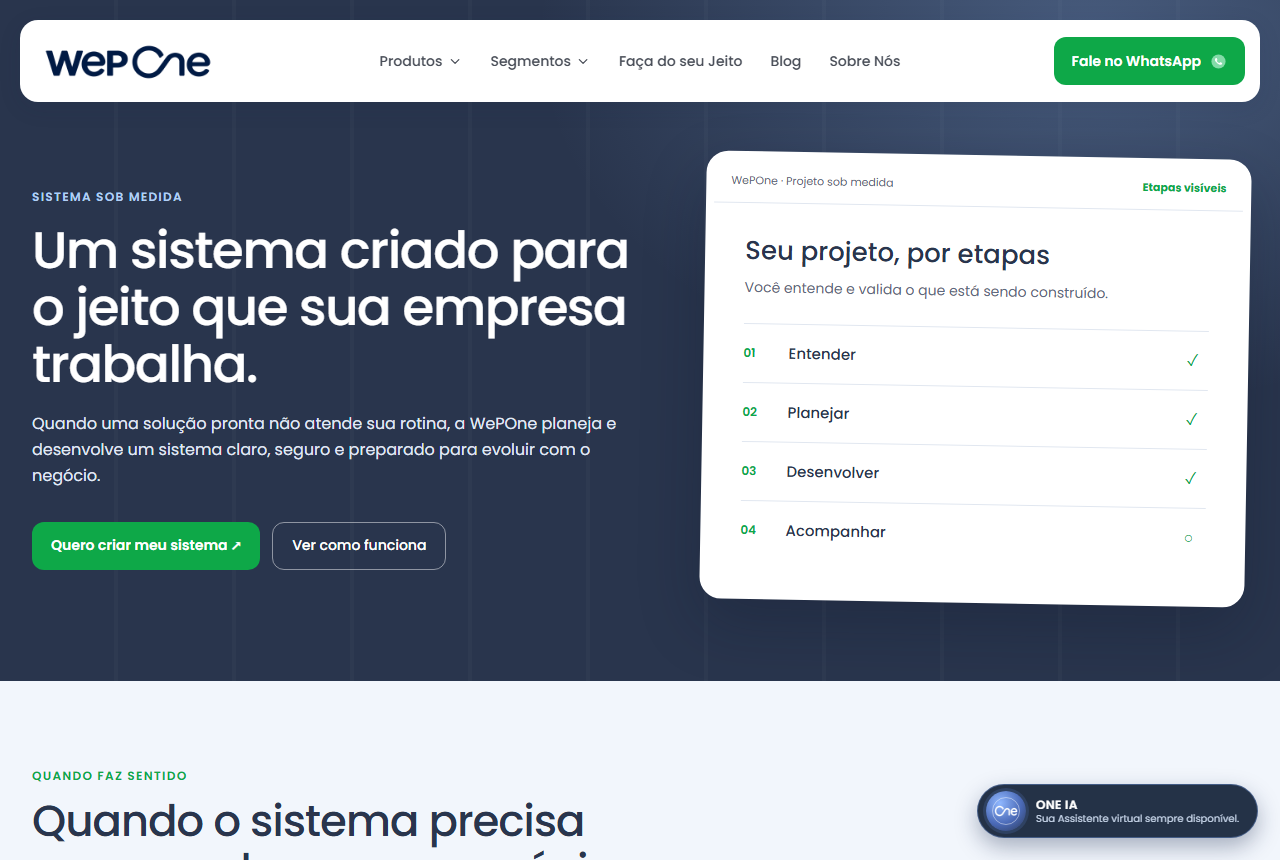 WePOne
Produtos
Segmentos
Faça do seu Jeito
Blog
Sobre Nós
Fale no WhatsApp
SISTEMA SOB MEDIDA
Um sistema criado para
o jeito que sua empresa
trabalha.
Quando uma solução pronta não atende sua rotina, a WePOne planeja e
desenvolve um sistema claro, seguro e preparado para evoluir com o
negócio.
Quero criar meu sistema ↗
Ver como funciona
WePOne · Projeto sob medida
Etapas visíveis
Seu projeto, por etapas
Você entende e valida o que está sendo construído.
01 Entender ✓
02 Planejar ✓
03 Desenvolver ✓
04 Acompanhar ○
QUANDO FAZ SENTIDO
Quando o sistema precisa
One
ONE IA
Sua Assistente virtual sempre disponível.